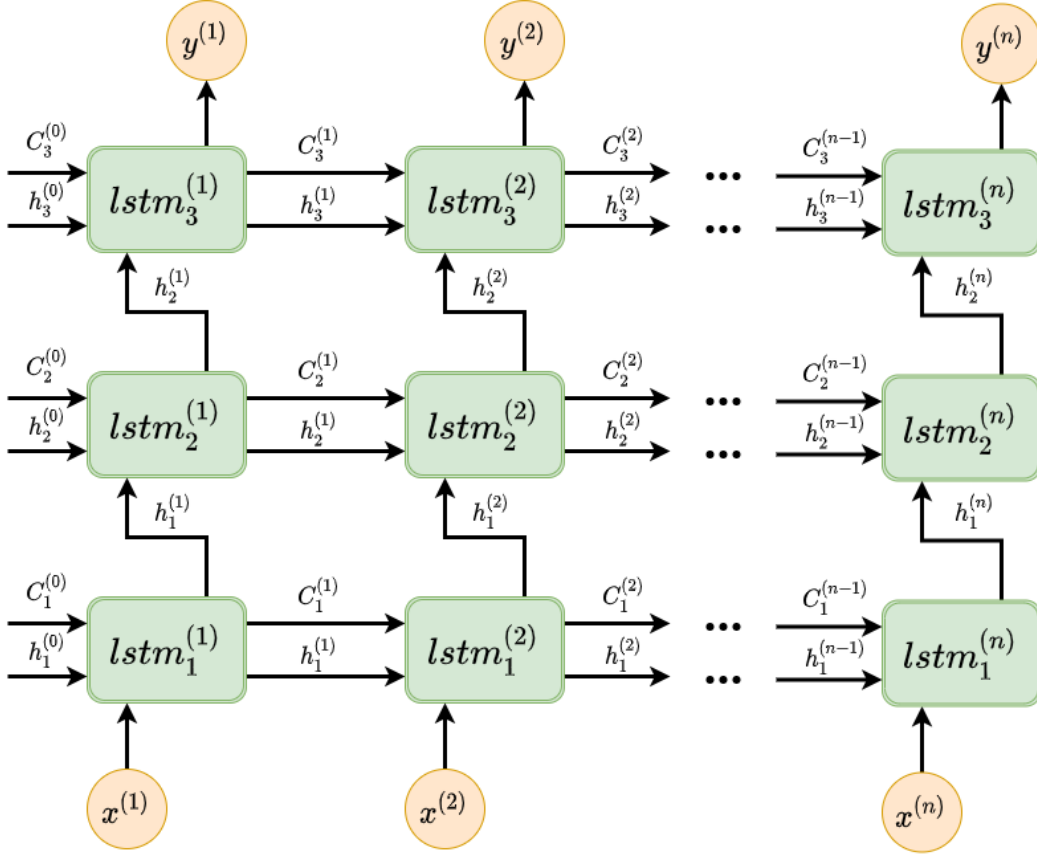 y^{(1)} y^{(2)} y^{(n)}
C_3^{(0)} C_3^{(1)} C_3^{(2)} C_3^{(n-1)}
lstm_3^{(1)} lstm_3^{(2)} ... lstm_3^{(n)}
h_3^{(0)} h_3^{(1)} h_3^{(2)} ... h_3^{(n-1)}
h_2^{(1)} h_2^{(2)} h_2^{(n)}
C_2^{(0)} C_2^{(1)} C_2^{(2)} C_2^{(n-1)}
lstm_2^{(1)} lstm_2^{(2)} ... lstm_2^{(n)}
h_2^{(0)} h_2^{(1)} h_2^{(2)} ... h_2^{(n-1)}
h_1^{(1)} h_1^{(2)} h_1^{(n)}
C_1^{(0)} C_1^{(1)} C_1^{(2)} C_1^{(n-1)}
lstm_1^{(1)} lstm_1^{(2)} ... lstm_1^{(n)}
h_1^{(0)} h_1^{(1)} h_1^{(2)} ... h_1^{(n-1)}
x^{(1)} x^{(2)} x^{(n)}